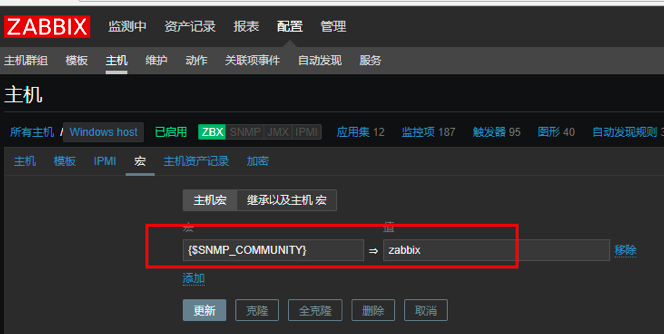 ZABBIX 监测中 资产记录 报表 配置 管理
主机群组 模板 主机 维护 动作 关联项事件 自动发现 服务
主机
所有主机 / Windows host 已启用 ZBX SNMP JMX IPMI 应用集 12 监控项 187 触发器 95 图形 40 自动发现规则
主机 模板 IPMI 宏 主机资产记录 加密
主机宏 继承以及主机 宏
宏 值
{$SNMP_COMMUNITY} ⇒ zabbix 移除
添加
更新 克隆 全克隆 删除 取消